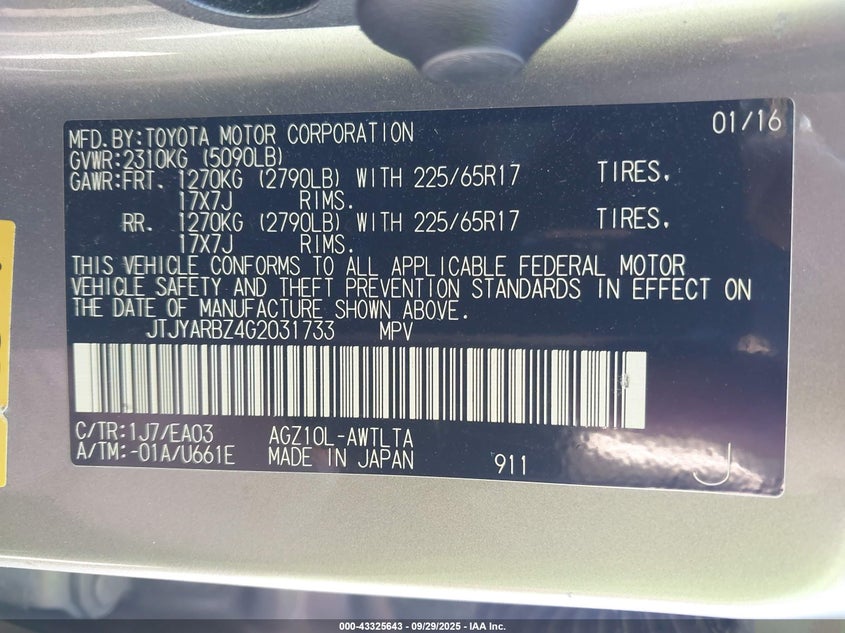 01/16
MFD. BY: TOYOTA MOTOR CORPORATION
GVWR: 2310KG (5090LB)
GAWR: FRT. 1270KG (2790LB) WITH 225/65R17 TIRES,
17X7J RIMS.
RR. 1270KG (2790LB) WITH 225/65R17 TIRES,
17X7J RIMS.
THIS VEHICLE CONFORMS TO ALL APPLICABLE FEDERAL MOTOR
VEHICLE SAFETY AND THEFT PREVENTION STANDARDS IN EFFECT ON
THE DATE OF MANUFACTURE SHOWN ABOVE.
JTJYARBZ4G2031733 MPV
C/TR: 1J7/EA03 AGZ10L-AWTLTA
A/TM: -01A/U661E MADE IN JAPAN 911 J
000-43325643 - 09/29/2025 - IAA Inc.